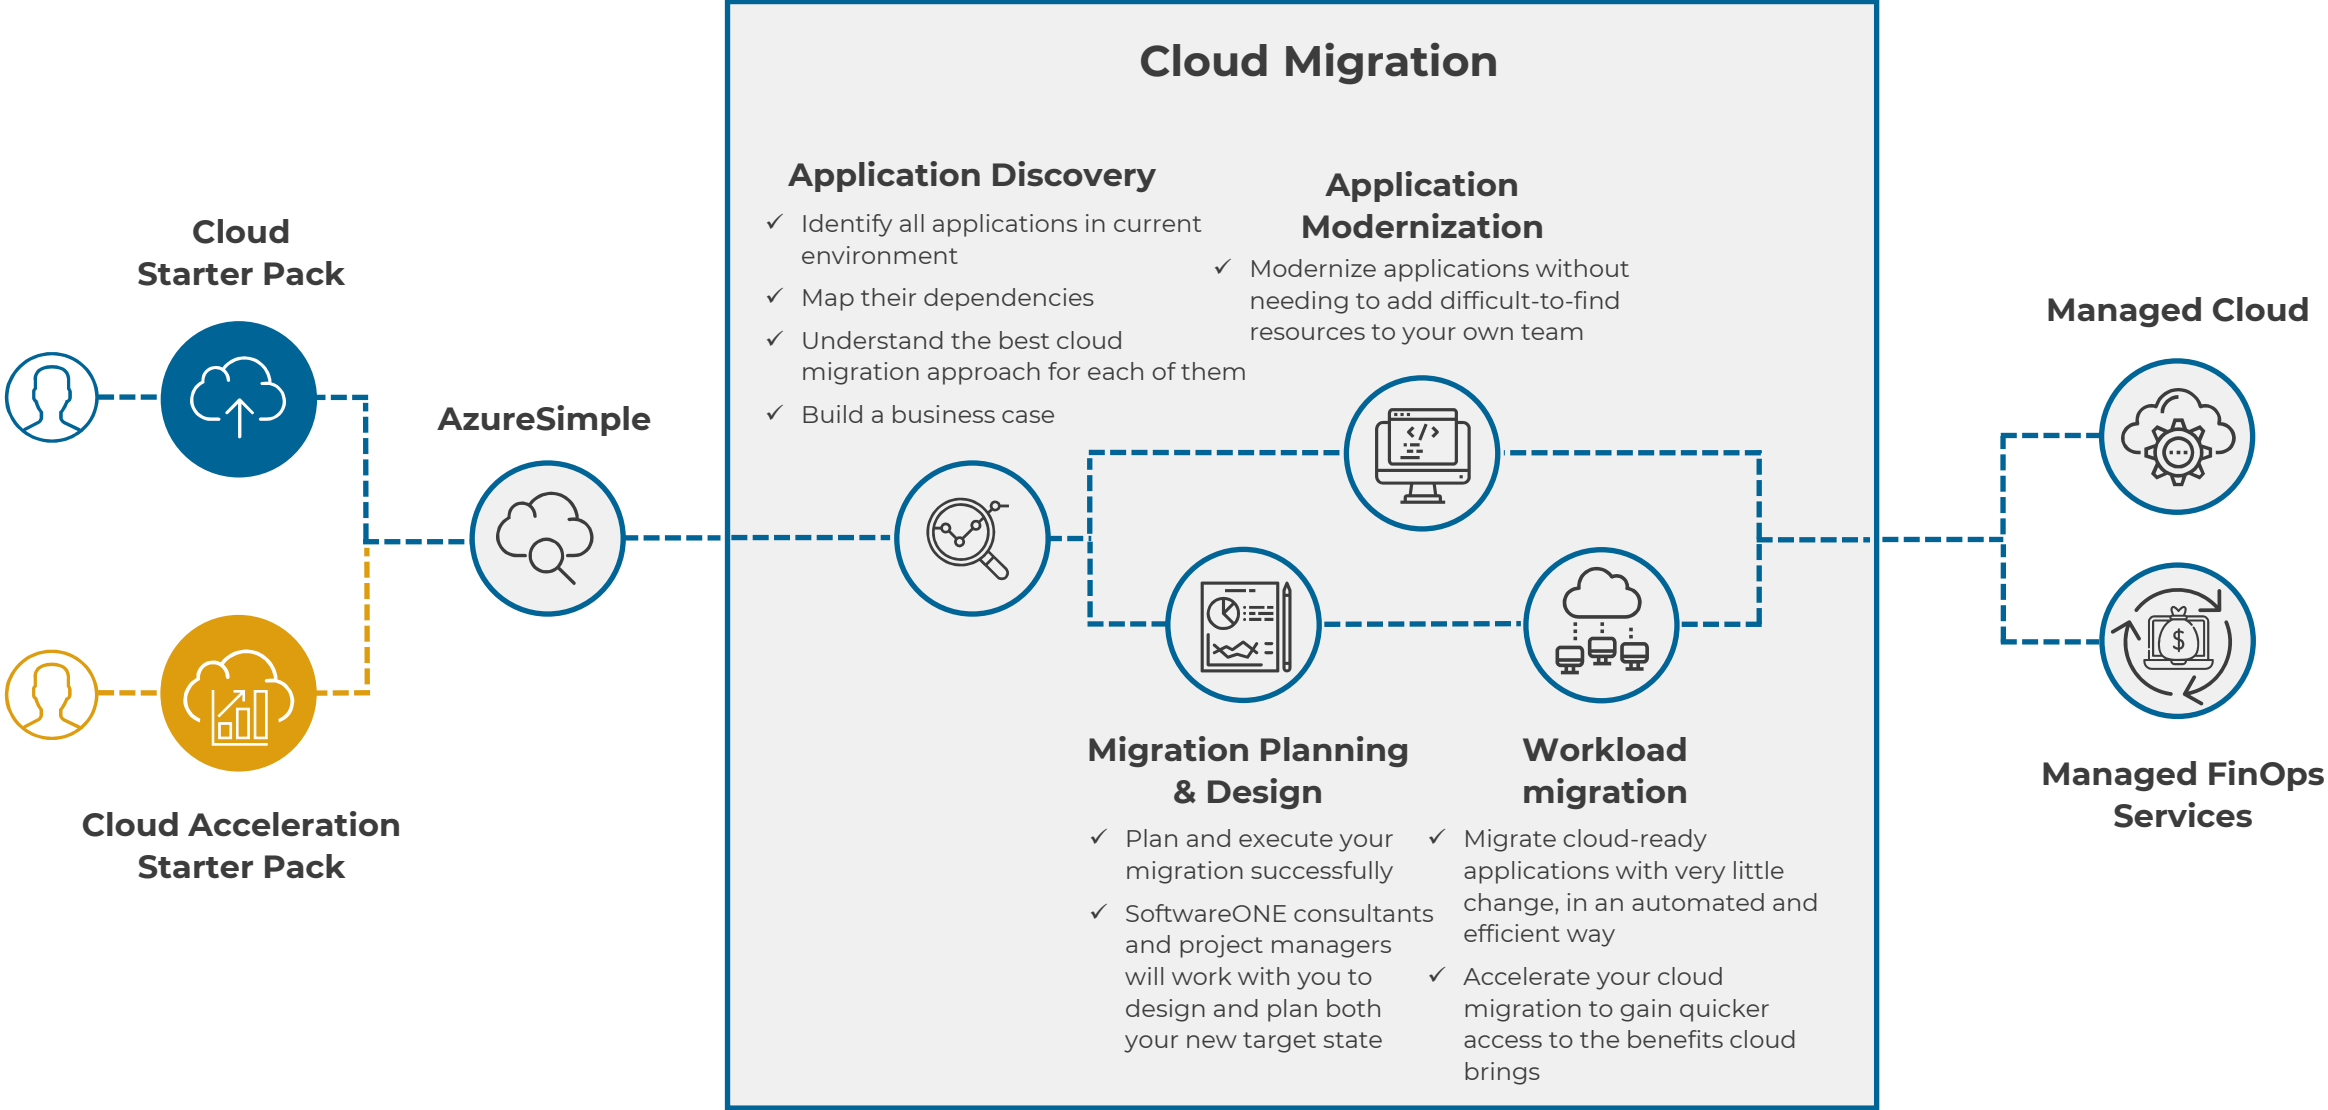 Cloud Migration
Cloud
Starter Pack
Cloud Acceleration
Starter Pack
AzureSimple
Application Discovery
✓ Identify all applications in current
environment
✓ Map their dependencies
✓ Understand the best cloud
migration approach for each of them
✓ Build a business case
Application
Modernization
✓ Modernize applications without
needing to add difficult-to-find
resources to your own team
Migration Planning
& Design
✓ Plan and execute your
migration successfully
✓ SoftwareONE consultants
and project managers
will work with you to
design and plan both
your new target state
Workload
migration
✓ Migrate cloud-ready
applications with very little
change, in an automated and
efficient way
✓ Accelerate your cloud
migration to gain quicker
access to the benefits cloud
brings
Managed Cloud
$
Managed FinOps
Services